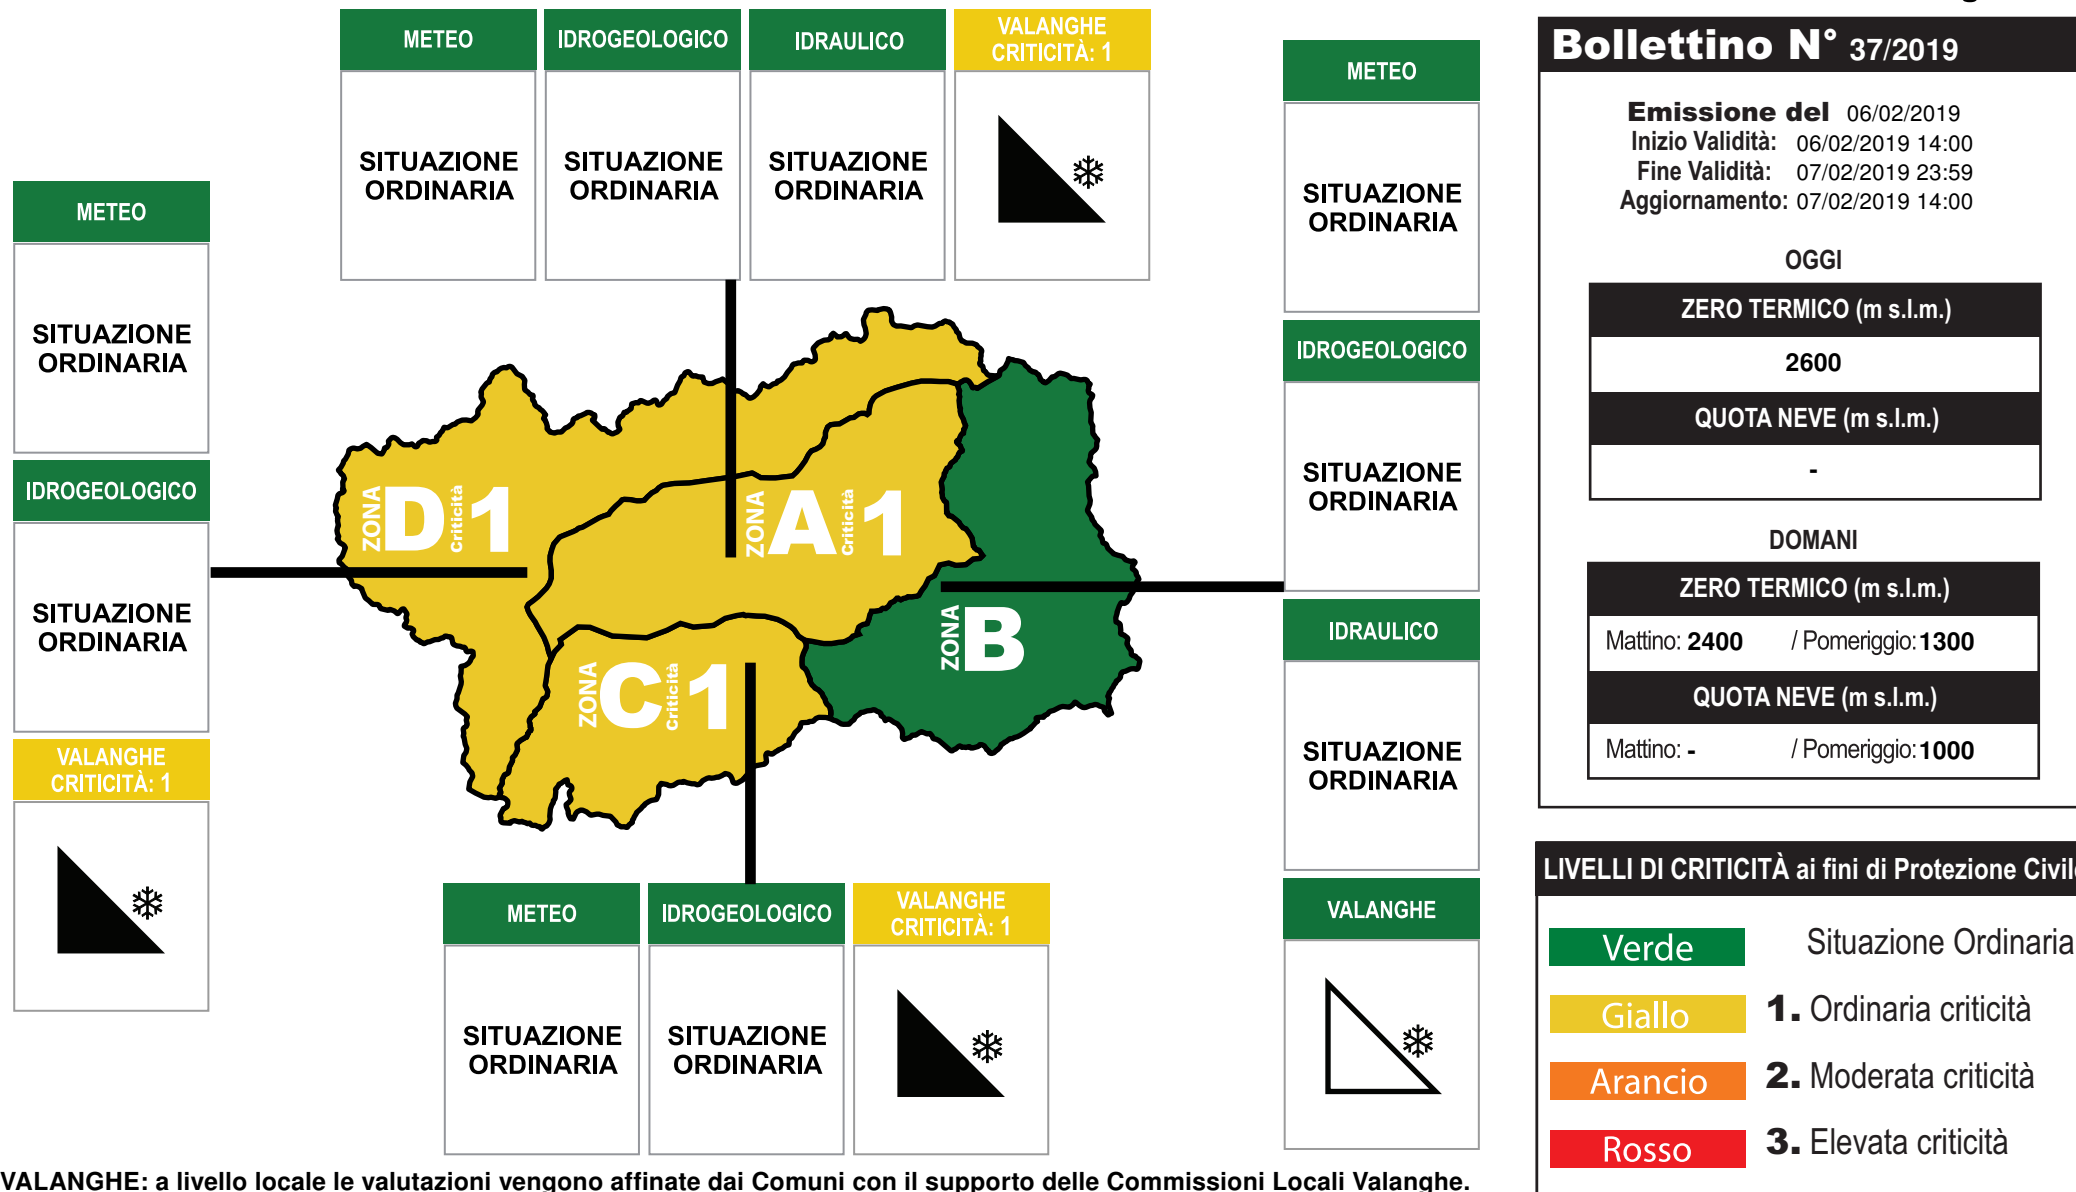 METEO
IDROGEOLOGICO
IDRAULICO
VALANGHE
CRITICITÀ: 1
SITUAZIONE
ORDINARIA
SITUAZIONE
ORDINARIA
SITUAZIONE
ORDINARIA
METEO
SITUAZIONE
ORDINARIA
IDROGEOLOGICO
SITUAZIONE
ORDINARIA
VALANGHE
CRITICITÀ: 1
ZONA D Criticità 1
ZONA A Criticità 1
ZONA B
ZONA C Criticità 1
METEO
SITUAZIONE
ORDINARIA
IDROGEOLOGICO
SITUAZIONE
ORDINARIA
IDRAULICO
SITUAZIONE
ORDINARIA
VALANGHE
METEO
IDROGEOLOGICO
VALANGHE
CRITICITÀ: 1
SITUAZIONE
ORDINARIA
SITUAZIONE
ORDINARIA
VALANGHE: a livello locale le valutazioni vengono affinate dai Comuni con il supporto delle Commissioni Locali Valanghe.
Bollettino N° 37/2019
Emissione del 06/02/2019
Inizio Validità: 06/02/2019 14:00
Fine Validità: 07/02/2019 23:59
Aggiornamento: 07/02/2019 14:00
OGGI
ZERO TERMICO (m s.l.m.)
2600
QUOTA NEVE (m s.l.m.)
-
DOMANI
ZERO TERMICO (m s.l.m.)
Mattino: 2400 / Pomeriggio: 1300
QUOTA NEVE (m s.l.m.)
Mattino: - / Pomeriggio: 1000
LIVELLI DI CRITICITÀ ai fini di Protezione Civil
Verde Situazione Ordinaria
Giallo 1. Ordinaria criticità
Arancio 2. Moderata criticità
Rosso 3. Elevata criticità